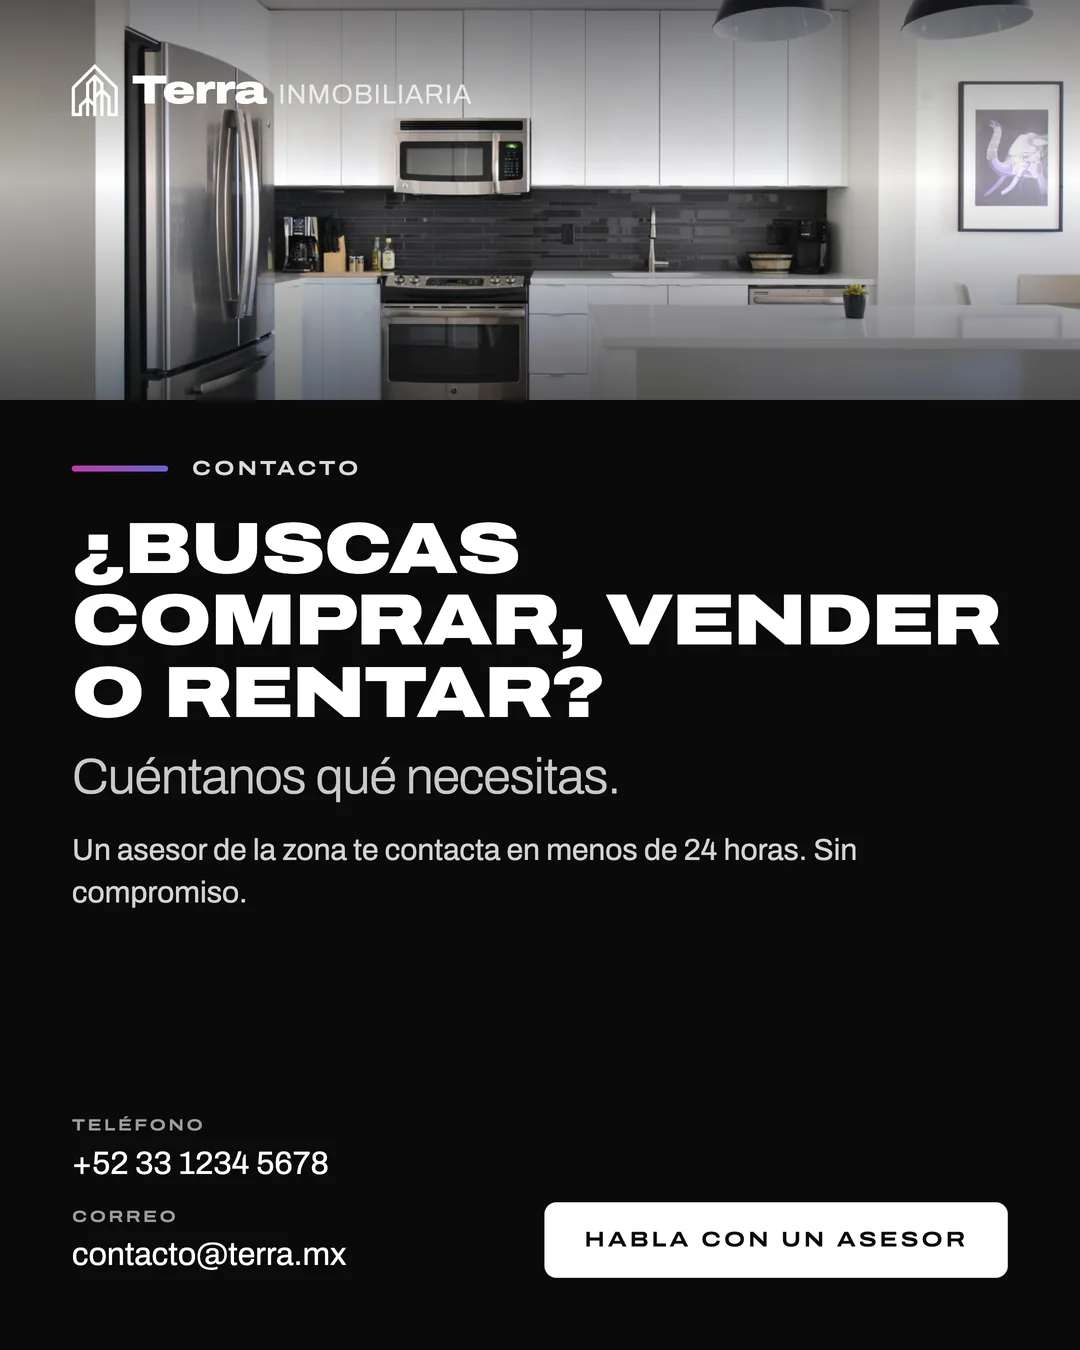 Terra INMOBILIARIA
CONTACTO
¿BUSCAS
COMPRAR, VENDER
O RENTAR?
Cuéntanos qué necesitas.
Un asesor de la zona te contacta en menos de 24 horas. Sin
compromiso.
TELÉFONO
+52 33 1234 5678
CORREO
contacto@terra.mx
HABLA CON UN ASESOR